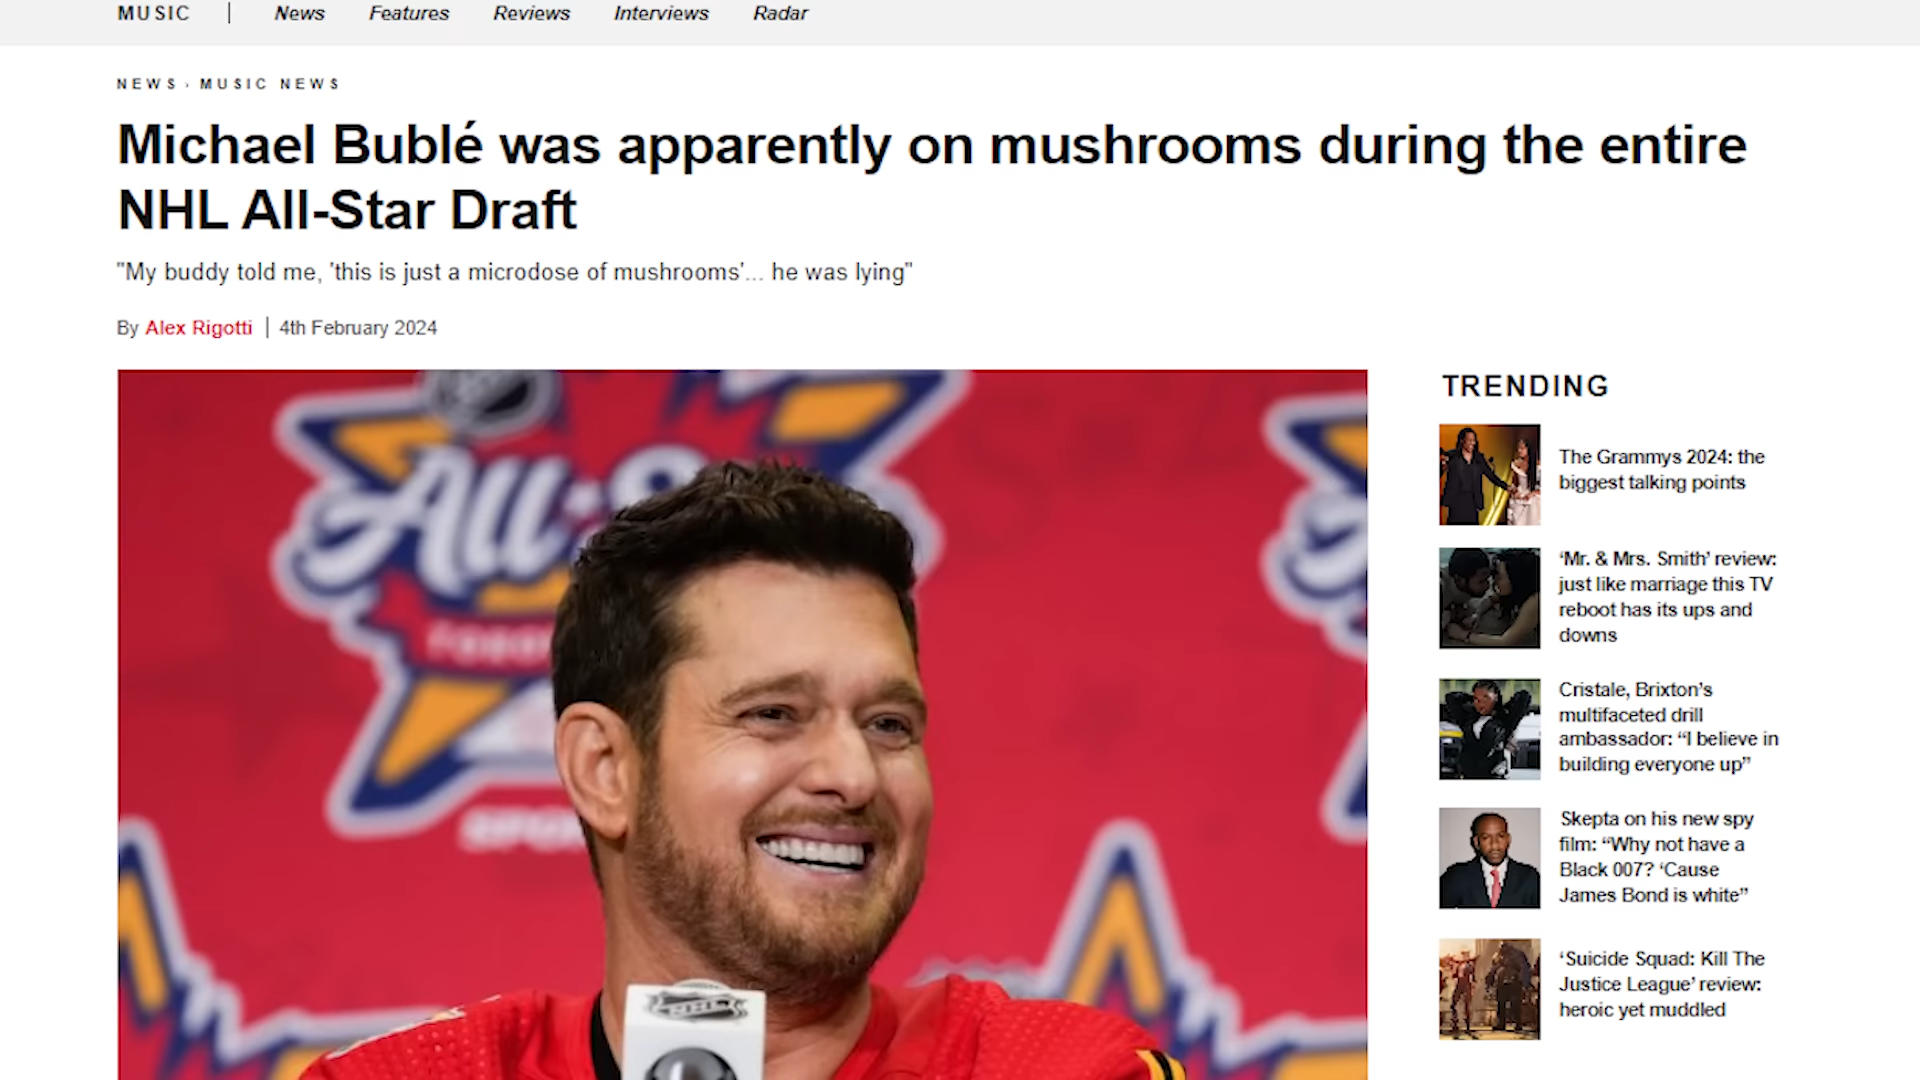 MUSIC | News Features Reviews Interviews Radar
NEWS › MUSIC NEWS
Michael Bublé was apparently on mushrooms during the entire
NHL All-Star Draft
"My buddy told me, 'this is just a microdose of mushrooms'... he was lying"
By Alex Rigotti | 4th February 2024
All-S
TORO
SPOR
NHL
TRENDING
The Grammys 2024: the
biggest talking points
‘Mr. & Mrs. Smith’ review:
just like marriage this TV
reboot has its ups and
downs
Cristale, Brixton’s
multifaceted drill
ambassador: “I believe in
building everyone up”
Skepta on his new spy
film: “Why not have a
Black 007? ‘Cause
James Bond is white”
‘Suicide Squad: Kill The
Justice League’ review:
heroic yet muddled